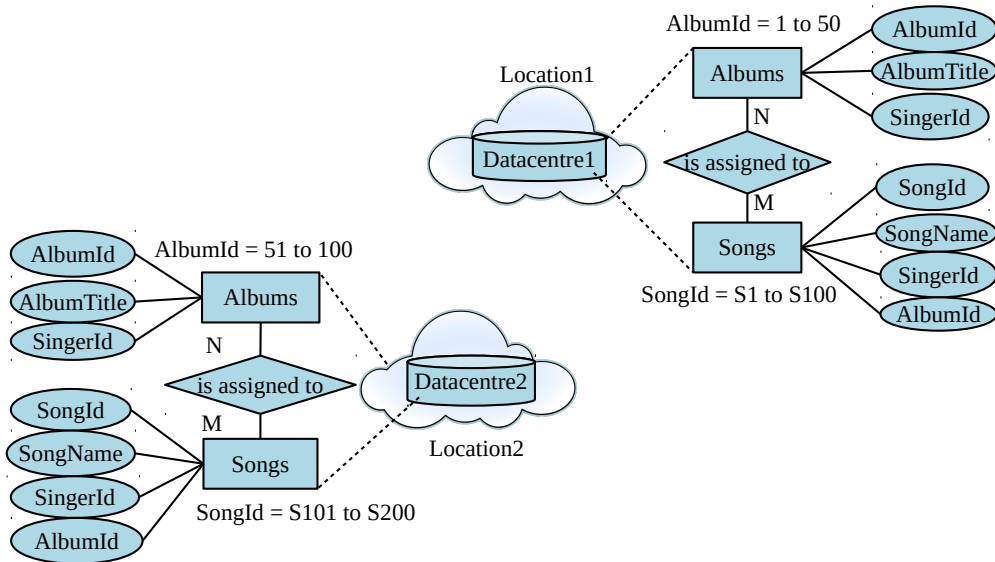 AlbumId = 1 to 50
AlbumId
Location1
Albums
AlbumTitle
SingerId
N
Datacentre1
is assigned to
SongId
M
SongName
Songs
SingerId
SongId = S1 to S100
AlbumId
AlbumId = 51 to 100
AlbumId
Albums
AlbumTitle
SingerId
N
is assigned to
Datacentre2
SongId
M
Location2
SongName
Songs
SingerId
SongId = S101 to S200
AlbumId